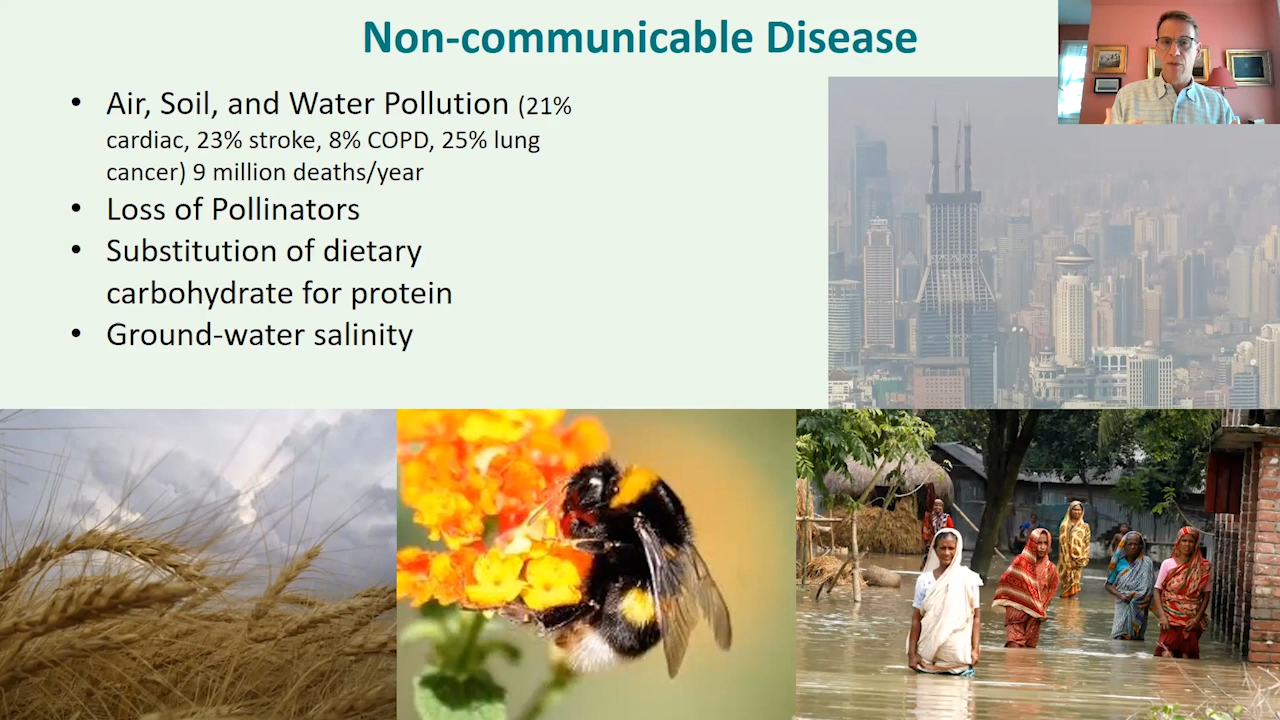 Non-communicable Disease
• Air, Soil, and Water Pollution (21%
cardiac, 23% stroke, 8% COPD, 25% lung
cancer) 9 million deaths/year
• Loss of Pollinators
• Substitution of dietary
carbohydrate for protein
• Ground-water salinity